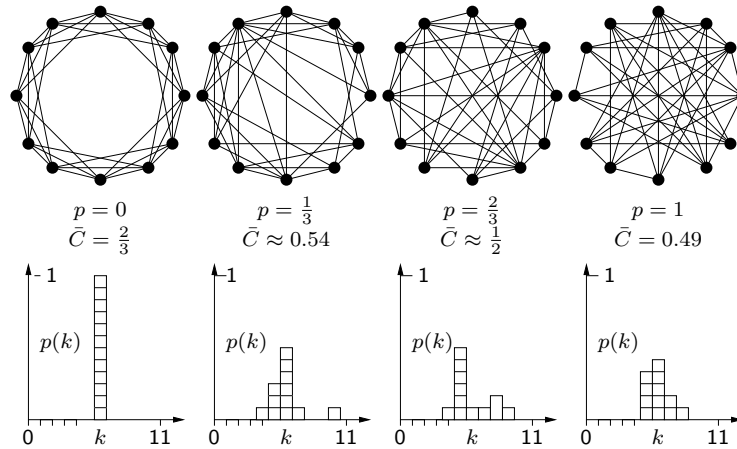 p = 0
C̄ = 2/3
p = 1/3
C̄ ≈ 0.54
p = 2/3
C̄ ≈ 1/2
p = 1
C̄ = 0.49
1
p(k)
0 k 11
1
p(k)
0 k 11
1
p(k)
0 k 11
1
p(k)
0 k 11